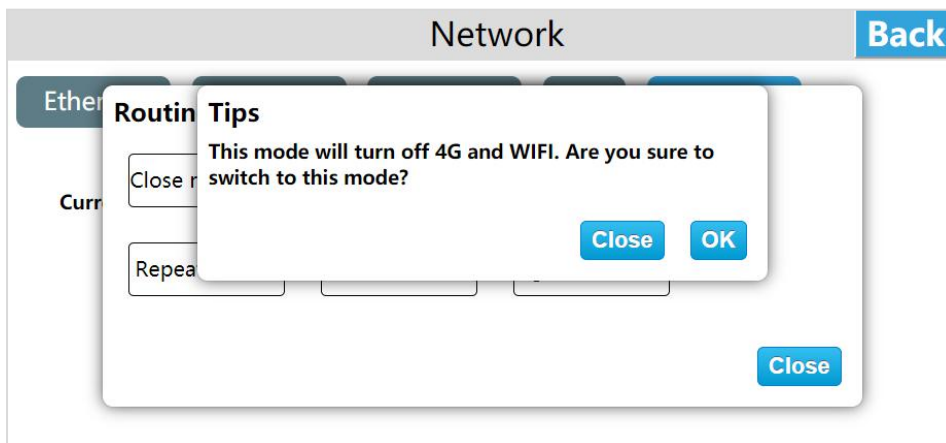 Network
Back
Ether
Routin
Tips
This mode will turn off 4G and WIFI. Are you sure to
switch to this mode?
Close r
Curr
Close
OK
Repea
Close